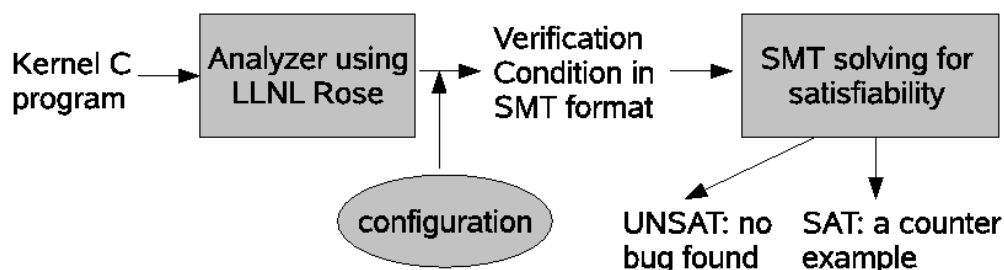 Kernel C
program
Analyzer using
LLNL Rose
Verification
Condition in
SMT format
SMT solving for
satisfiability
configuration
UNSAT: no
bug found
SAT: a counter
example